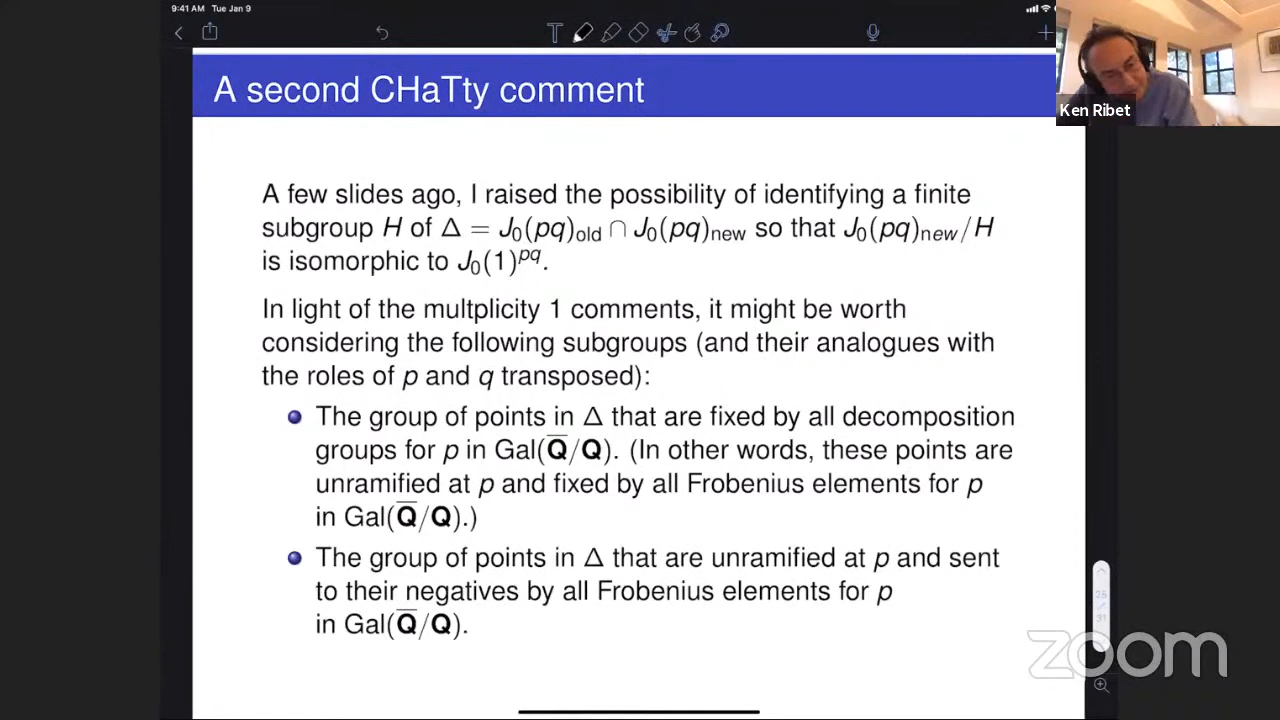 9:41 AM Tue Jan 9
A second CHaTty comment
Ken Ribet
A few slides ago, I raised the possibility of identifying a finite
subgroup H of Δ = J₀(pq)old ∩ J₀(pq)new so that J₀(pq)new/H
is isomorphic to J₀(1)^pq.
In light of the multplicity 1 comments, it might be worth
considering the following subgroups (and their analogues with
the roles of p and q transposed):
The group of points in Δ that are fixed by all decomposition
groups for p in Gal(Q̅/Q). (In other words, these points are
unramified at p and fixed by all Frobenius elements for p
in Gal(Q̅/Q).)
The group of points in Δ that are unramified at p and sent
to their negatives by all Frobenius elements for p
in Gal(Q̅/Q).
25
/
31
zoom